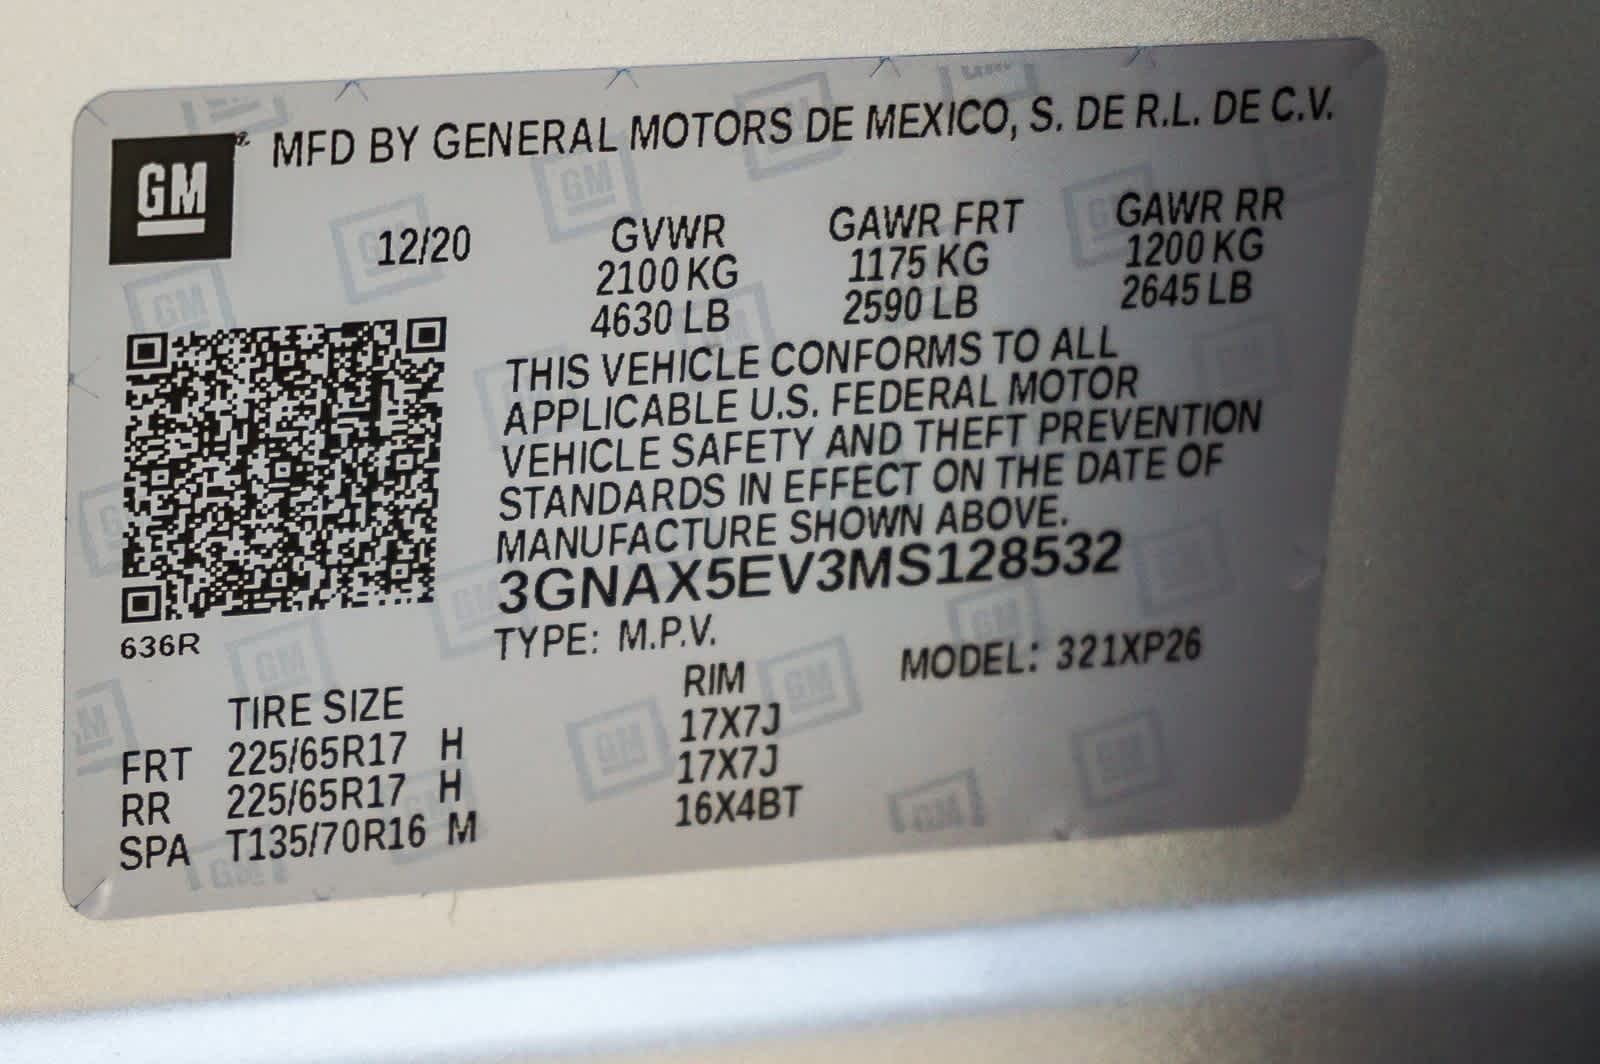 GM
MFD BY GENERAL MOTORS DE MEXICO, S. DE R.L. DE C.V.
12/20 GVWR GAWR FRT GAWR RR
2100 KG 1175 KG 1200 KG
4630 LB 2590 LB 2645 LB
THIS VEHICLE CONFORMS TO ALL
APPLICABLE U.S. FEDERAL MOTOR
VEHICLE SAFETY AND THEFT PREVENTION
STANDARDS IN EFFECT ON THE DATE OF
MANUFACTURE SHOWN ABOVE.
3GNAX5EV3MS128532
636R
TYPE: M.P.V. MODEL: 321XP26
TIRE SIZE RIM
FRT 225/65R17 H 17X7J
RR 225/65R17 H 17X7J
SPA T135/70R16 M 16X4BT